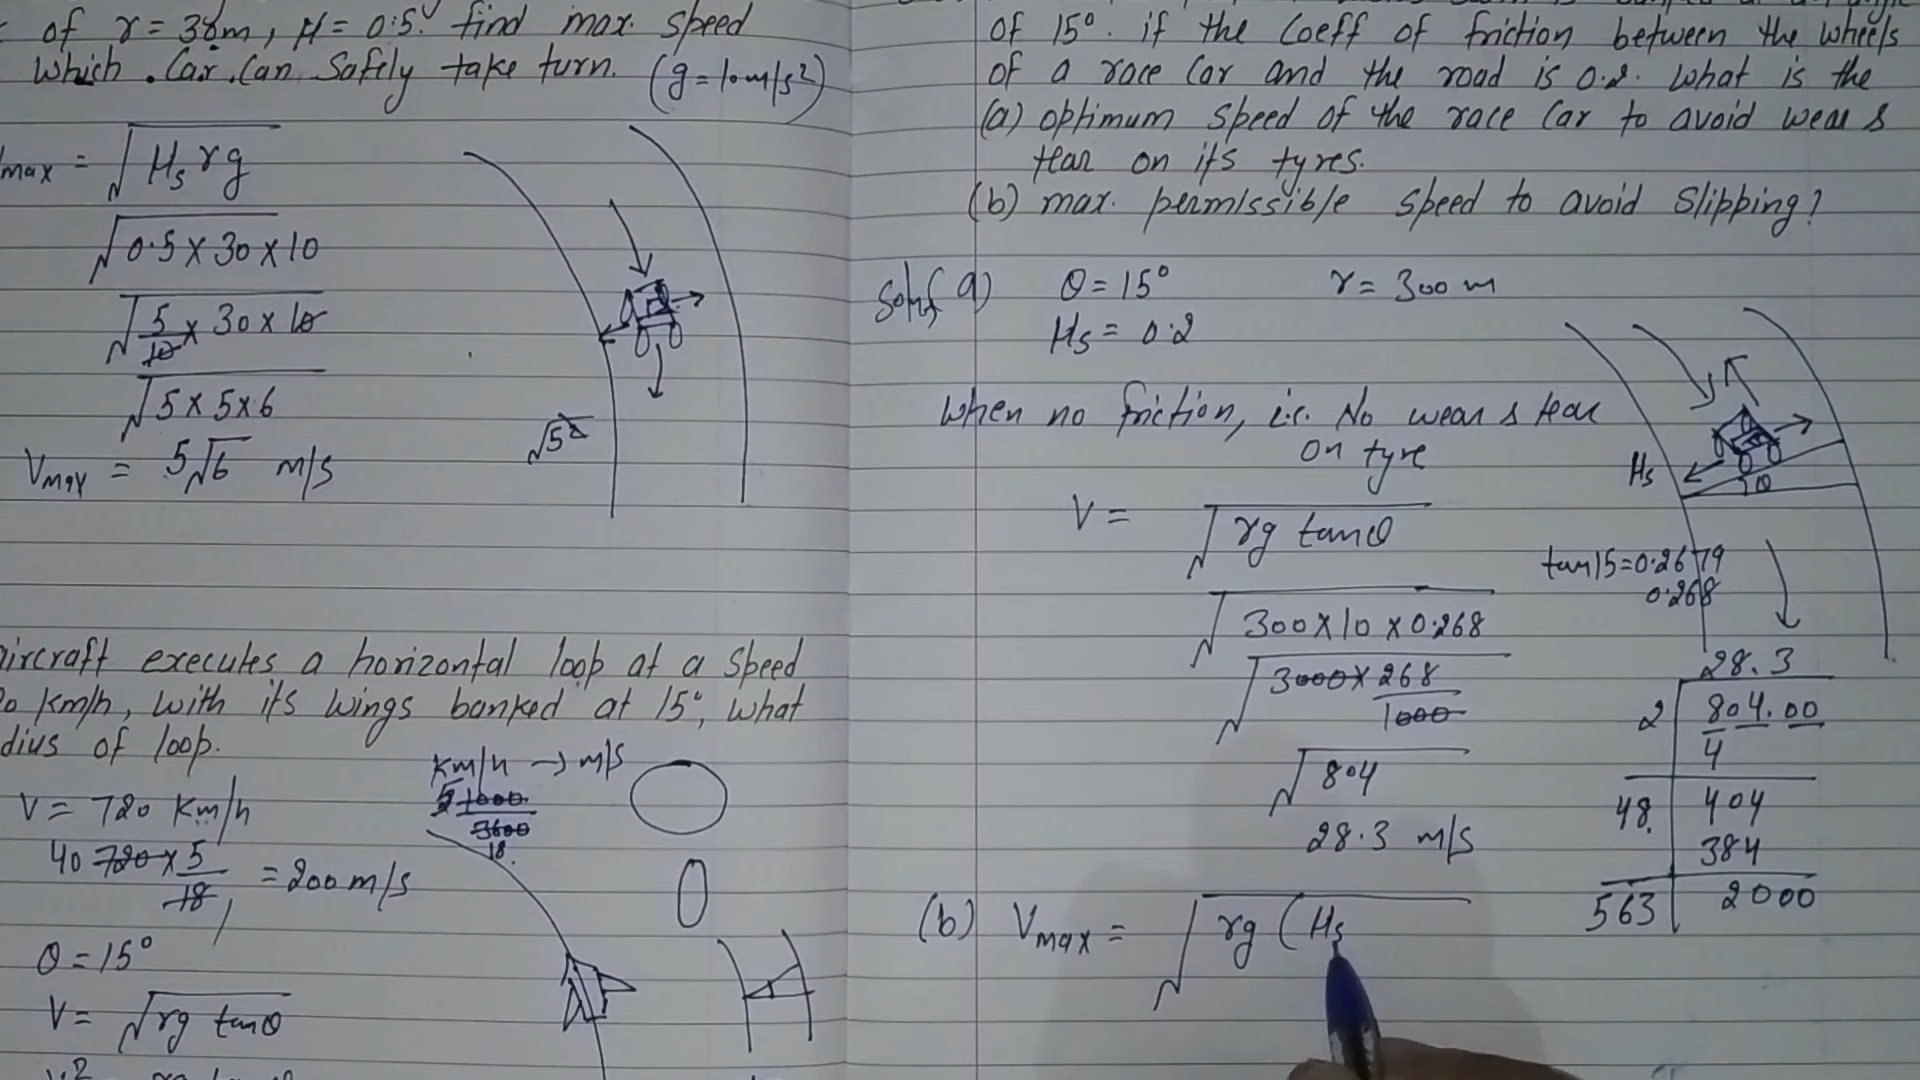 of r = 30m, μ = 0.5. find max. speed
which Car Can Safely take turn. (g = 10 m/s²)
max = √μs rg
√0.5 x 30 x 10
√5/10 x 30 x 10
√5 x 5 x 6
Vmax = 5√6 m/s
√5²
aircraft executes a horizontal loop at a speed
km/h, with its wings banked at 15°, what
dius of loop.
km/h → m/s
V = 720 km/h
5 1000
3600
18.
40 720 x 5/18 = 200 m/s
θ = 15°
V = √rg tanθ
of 15°. if the Coeff of friction between the wheels
of a race Car and the road is 0.2. what is the
(a) optimum speed of the race Car to avoid wear &
tear on its tyres.
(b) max. permissible speed to avoid slipping?
Soln (a) θ = 15° r = 300 m
μs = 0.2
When no friction, i.e. No wear & tear
on tyre
μs
θ
V = √rg tanθ
tan15 = 0.2679
0.268
√300 x 10 x 0.268
√3000 x 268/1000
√804
28.3 m/s
28.3
2 804.00
4
48. 404
384
563 2000
(b) Vmax = √rg (μs